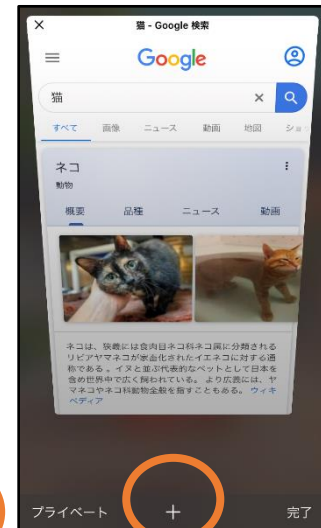 猫 - Google 検索
Google
猫
すべて 画像 ニュース 動画 地図 ショ
ネコ
動物
概要 品種 ニュース 動画
ネコは、狭義には食肉目ネコ科ネコ属に分類される
リビアヤマネコが家畜化されたイエネコに対する通
称である。イヌと並ぶ代表的なペットとして日本を
含め世界中で広く飼われている。より広義には、ヤ
マネコやネコ科動物全般を指すこともある。 ウィキ
ペディア
プライベート + 完了